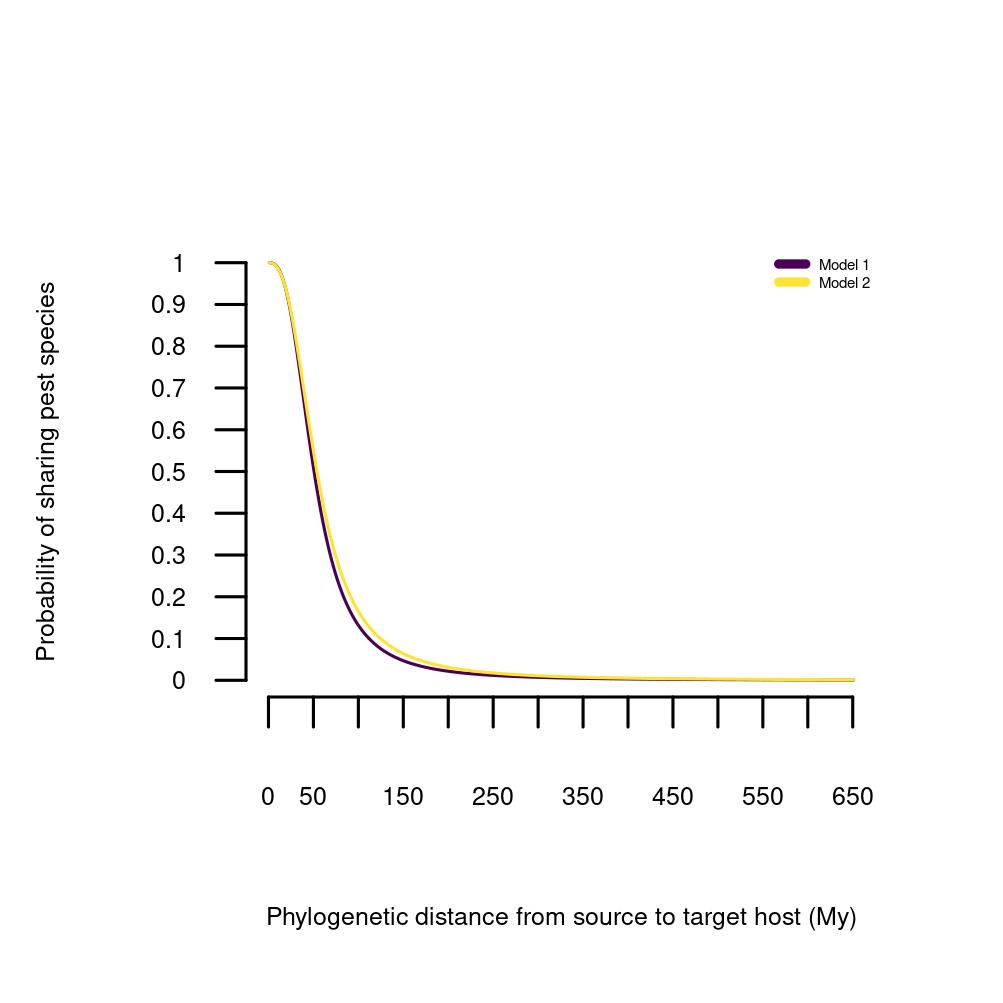 Probability of sharing pest species
1
0.9
0.8
0.7
0.6
0.5
0.4
0.3
0.2
0.1
0
Model 1
Model 2
0 50 150 250 350 450 550 650
Phylogenetic distance from source to target host (My)